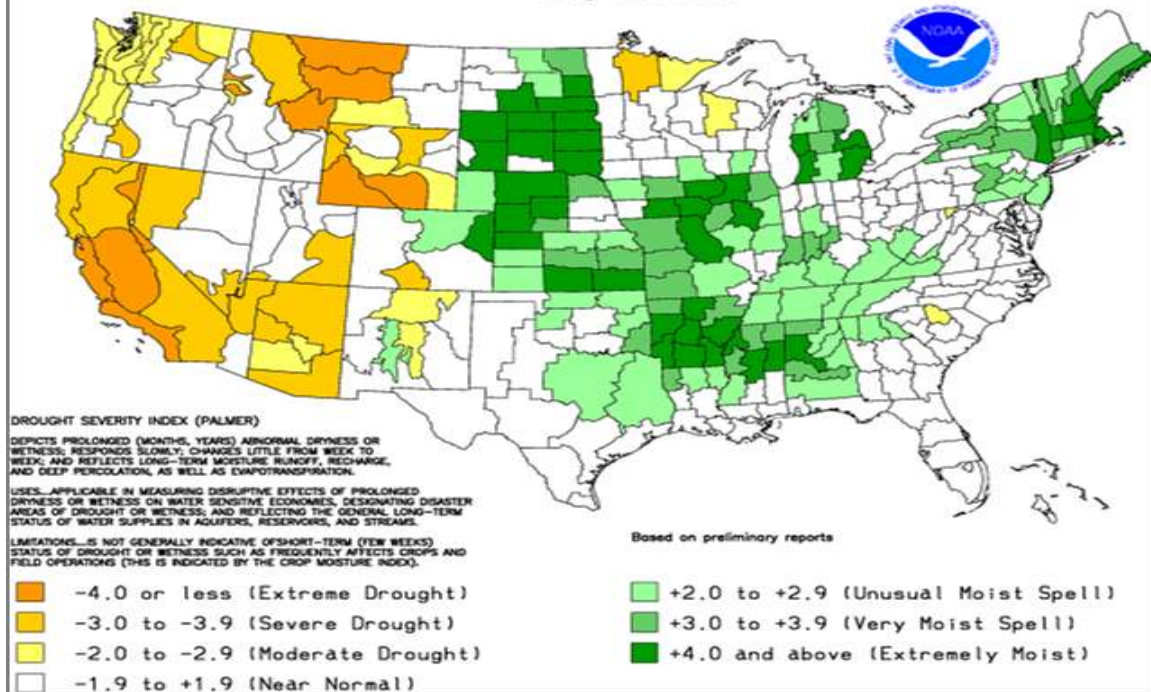 NOAA
DROUGHT SEVERITY INDEX (PALMER)
DEPICTS PROLONGED (MONTHS, YEARS) ABNORMAL DRYNESS OR
WETNESS; RESPONDS SLOWLY; CHANGES LITTLE FROM WEEK TO
WEEK; AND REFLECTS LONG-TERM MOISTURE RUNOFF, RECHARGE,
AND DEEP PERCOLATION, AS WELL AS EVAPOTRANSPIRATION.
USES...APPLICABLE IN MEASURING DISRUPTIVE EFFECTS OF PROLONGED
DRYNESS OR WETNESS ON WATER SENSITIVE ECONOMIES, DESIGNATING DISASTER
AREAS OF DROUGHT OR WETNESS; AND REFLECTING THE GENERAL LONG-TERM
STATUS OF WATER SUPPLIES IN AQUIFERS, RESERVOIRS, AND STREAMS.
LIMITATIONS...IS NOT GENERALLY INDICATIVE OFSHORT-TERM (FEW WEEKS)
STATUS OF DROUGHT OR WETNESS SUCH AS FREQUENTLY AFFECTS CROPS AND
FIELD OPERATIONS (THIS IS INDICATED BY THE CROP MOISTURE INDEX).
Based on preliminary reports
-4.0 or less (Extreme Drought)
-3.0 to -3.9 (Severe Drought)
-2.0 to -2.9 (Moderate Drought)
-1.9 to +1.9 (Near Normal)
+2.0 to +2.9 (Unusual Moist Spell)
+3.0 to +3.9 (Very Moist Spell)
+4.0 and above (Extremely Moist)